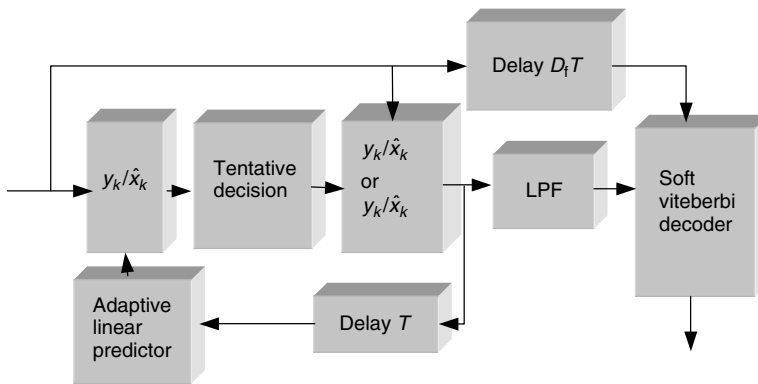 Delay D_fT
y_k/x̂_k
Tentative
decision
y_k/x̂_k
or
y_k/x̂_k
LPF
Soft
viteberbi
decoder
Adaptive
linear
predictor
Delay T